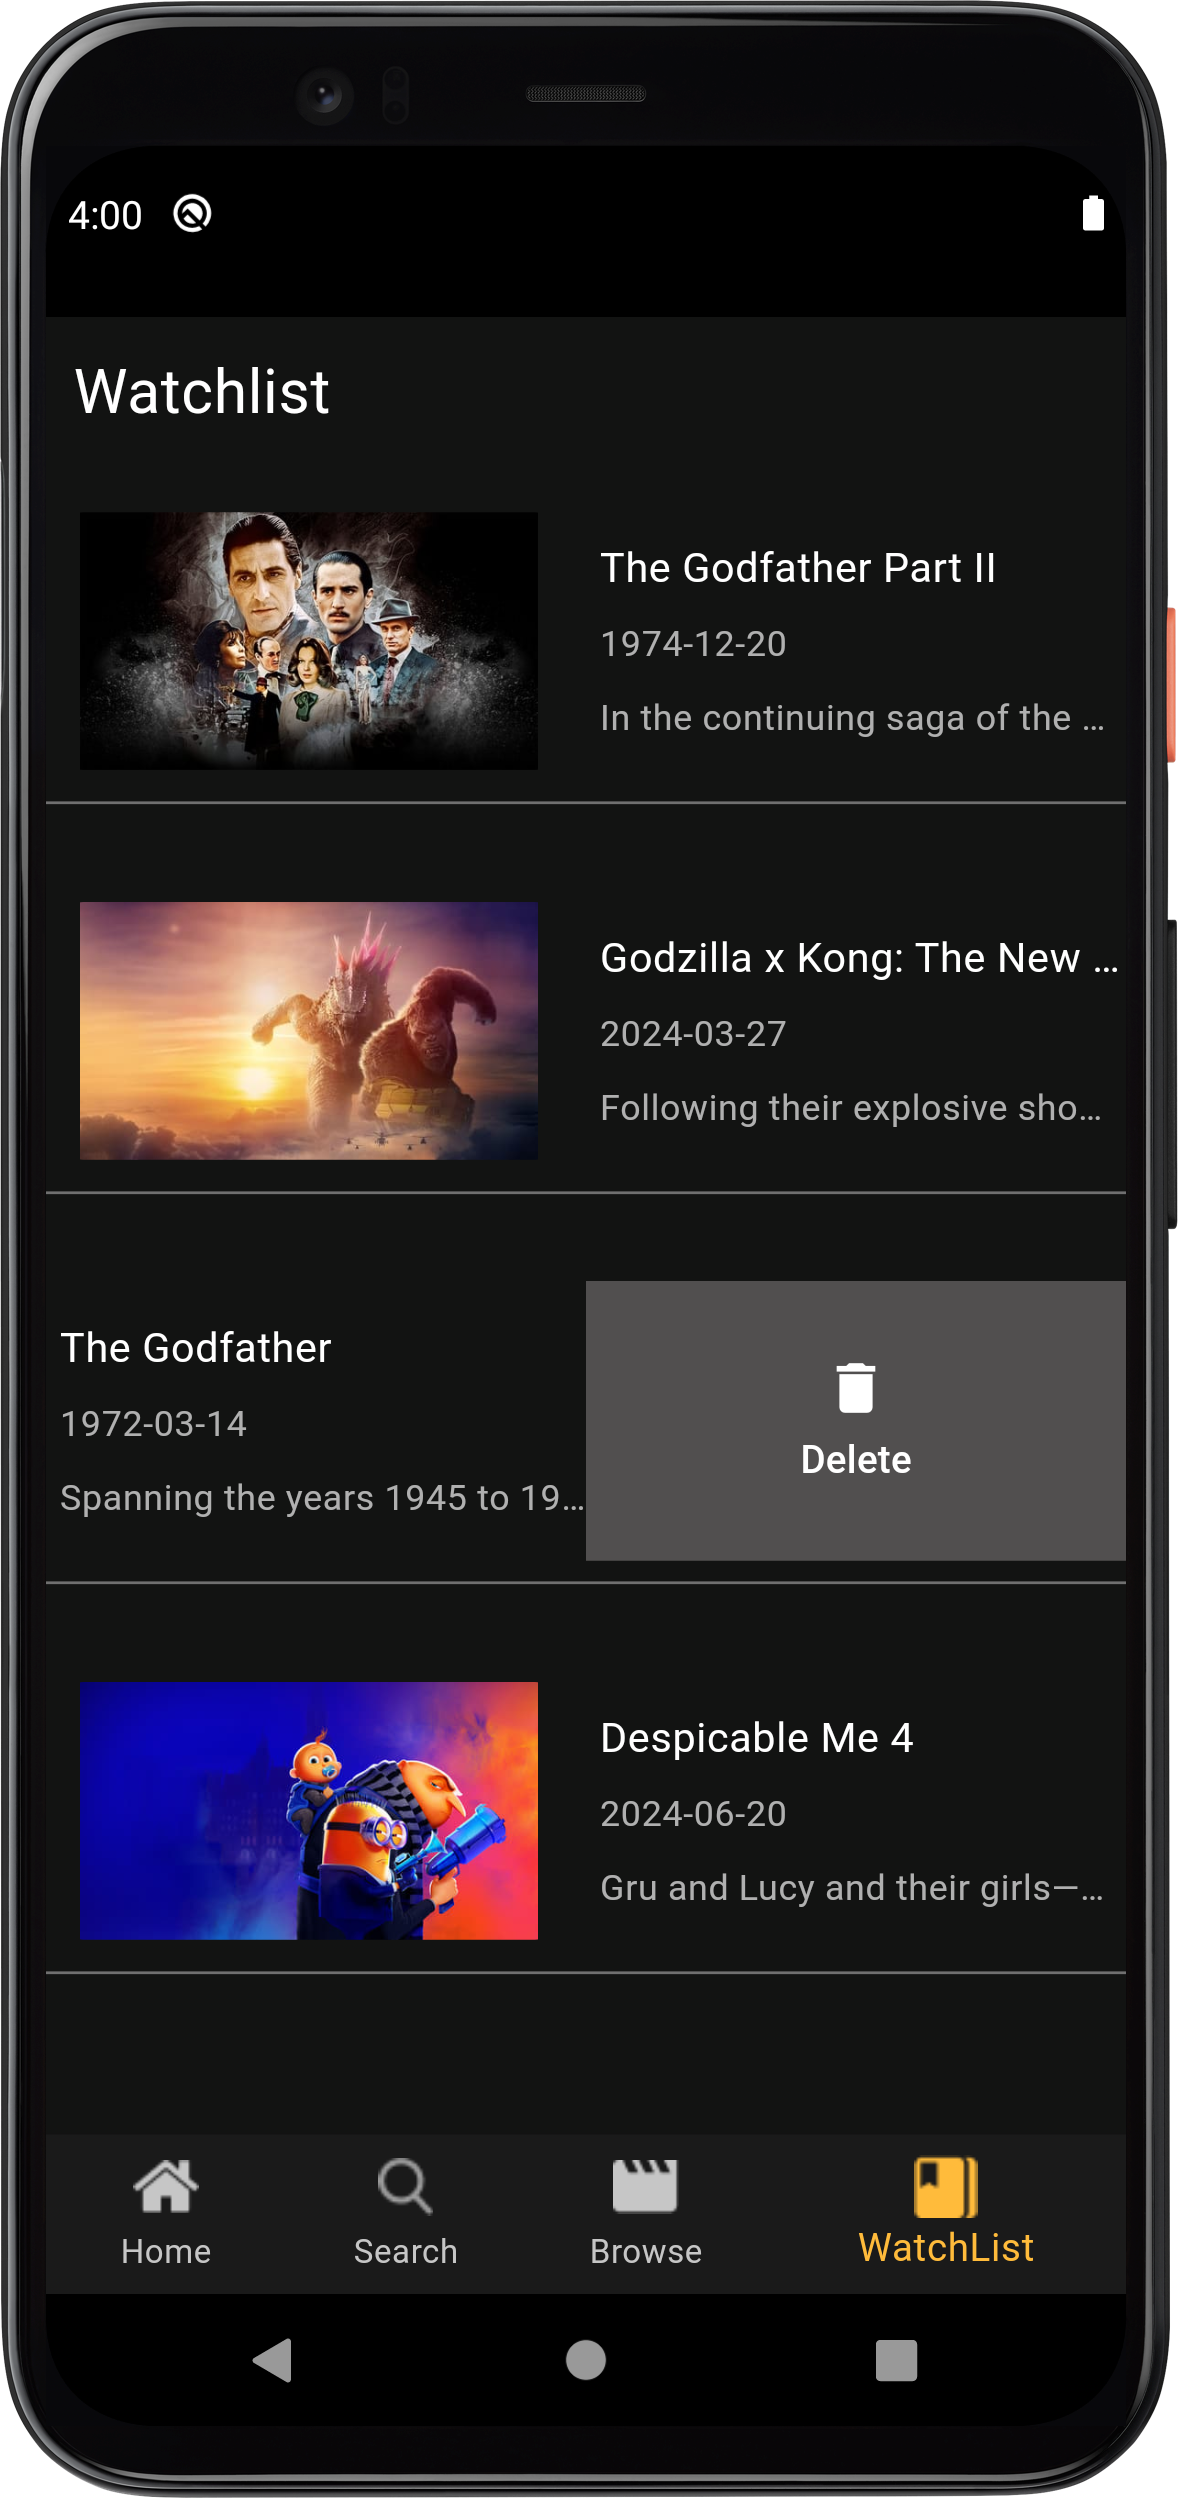 4:00
Watchlist
The Godfather Part II
1974-12-20
In the continuing saga of the …
Godzilla x Kong: The New …
2024-03-27
Following their explosive sho…
The Godfather
1972-03-14
Spanning the years 1945 to 19…
Delete
Despicable Me 4
2024-06-20
Gru and Lucy and their girls—…
Home
Search
Browse
WatchList